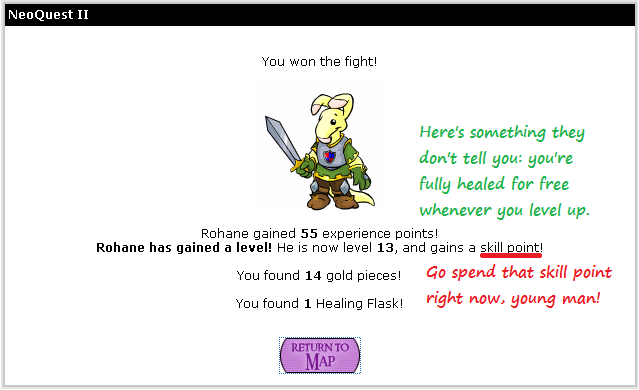 NeoQuest II
You won the fight!
Here's something they
don't tell you: you're
fully healed for free
whenever you level up.
Rohane gained 55 experience points!
Rohane has gained a level! He is now level 13, and gains a skill point!
You found 14 gold pieces!
Go spend that skill point
right now, young man!
You found 1 Healing Flask!
RETURN TO
MAP